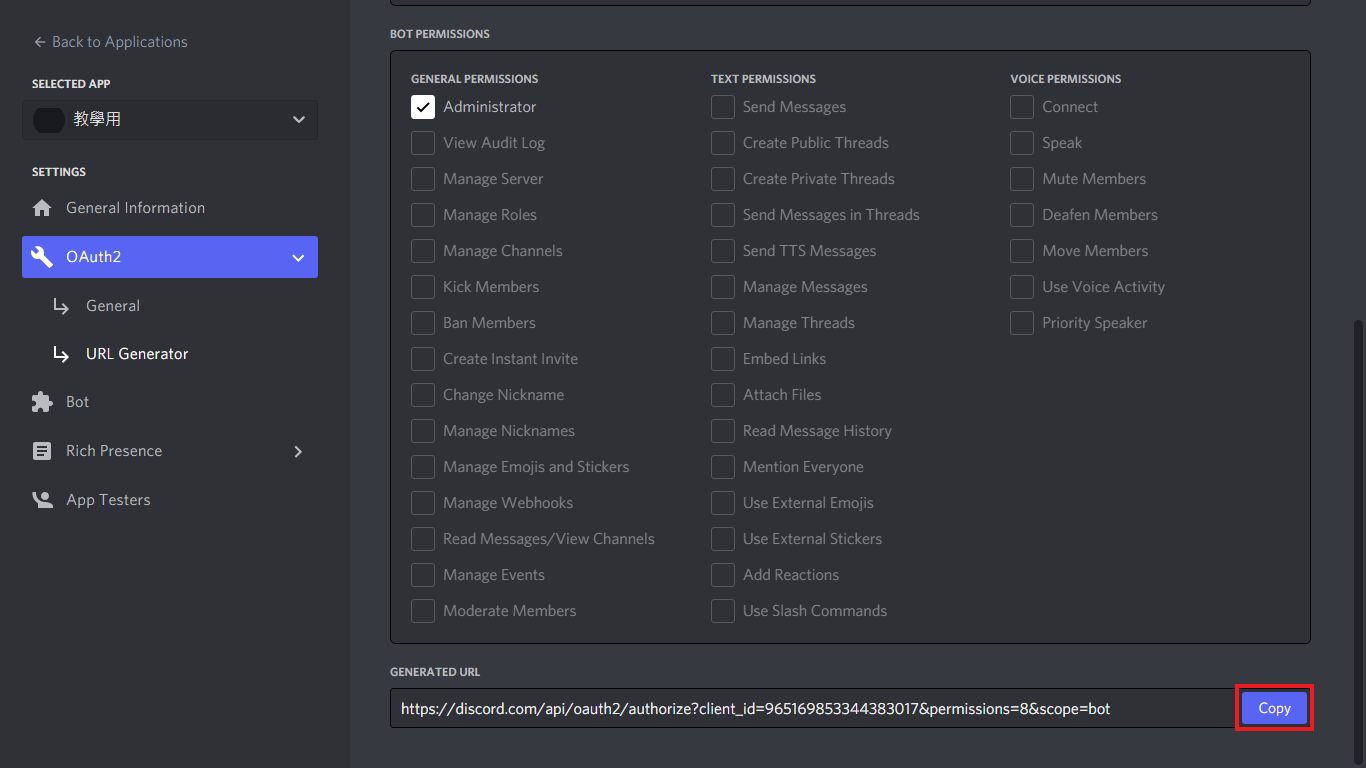 Back to Applications
SELECTED APP
教學用
SETTINGS
General Information
OAuth2
General
URL Generator
Bot
Rich Presence
App Testers
BOT PERMISSIONS
GENERAL PERMISSIONS
Administrator
View Audit Log
Manage Server
Manage Roles
Manage Channels
Kick Members
Ban Members
Create Instant Invite
Change Nickname
Manage Nicknames
Manage Emojis and Stickers
Manage Webhooks
Read Messages/View Channels
Manage Events
Moderate Members
TEXT PERMISSIONS
Send Messages
Create Public Threads
Create Private Threads
Send Messages in Threads
Send TTS Messages
Manage Messages
Manage Threads
Embed Links
Attach Files
Read Message History
Mention Everyone
Use External Emojis
Use External Stickers
Add Reactions
Use Slash Commands
VOICE PERMISSIONS
Connect
Speak
Mute Members
Deafen Members
Move Members
Use Voice Activity
Priority Speaker
GENERATED URL
https://discord.com/api/oauth2/authorize?client_id=965169853344383017&permissions=8&scope=bot
Copy